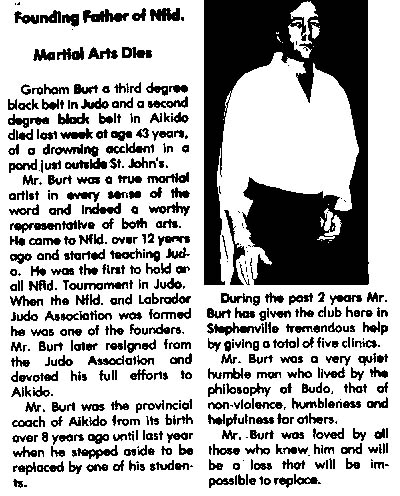 Founding Father of Nfld.
Martial Arts Dies
Graham Burt a third degree
black belt in Judo and a second
degree black belt in Aikido
died last week at age 43 years,
of a drowning accident in a
pond just outside St. John's.
Mr. Burt was a true martial
artist in every sense of the
word and indeed a worthy
representative of both arts.
He came to Nfld. over 12 years
ago and started teaching Jud-
o. He was the first to hold an
all Nfld. Tournament in Judo.
When the Nfld. and Labrador
Judo Association was formed
he was one of the founders.
Mr. Burt later resigned from
the Judo Association and
devoted his full efforts to
Aikido.
Mr. Burt was the provincial
coach of Aikido from its birth
over 8 years ago until last year
when he stepped aside to be
replaced by one of his studen-
ts.
During the past 2 years Mr.
Burt has given the club here in
Stephenville tremendous help
by giving a total of five clinics.
Mr. Burt was a very quiet
humble man who lived by the
philosophy of Budo, that of
non-violence, humbleness and
helpfulness for others.
Mr. Burt was loved by all
those who knew him and will
be a loss that will be im-
possible to replace.